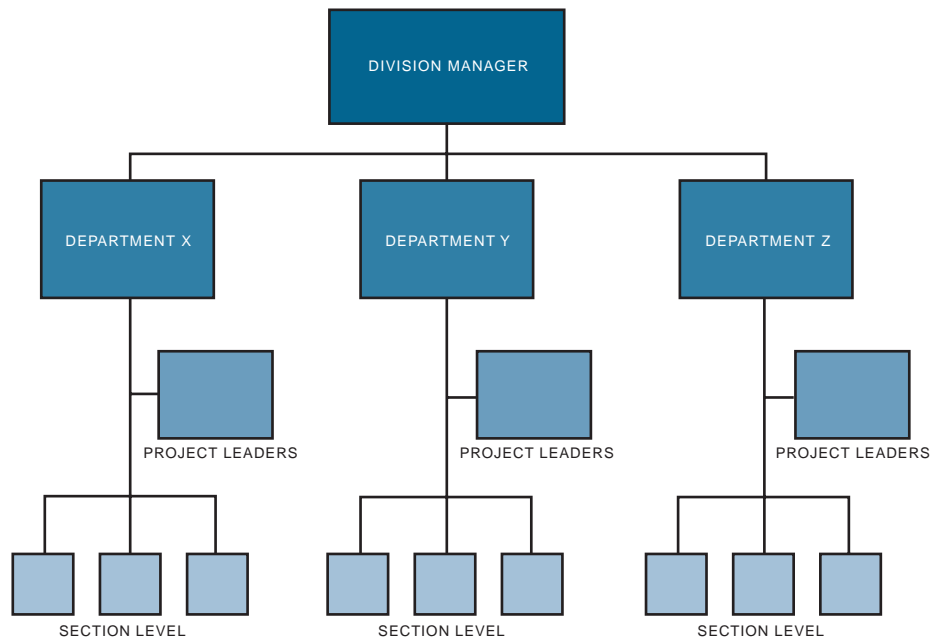 DIVISION MANAGER
DEPARTMENT X
DEPARTMENT Y
DEPARTMENT Z
PROJECT LEADERS
PROJECT LEADERS
PROJECT LEADERS
SECTION LEVEL
SECTION LEVEL
SECTION LEVEL